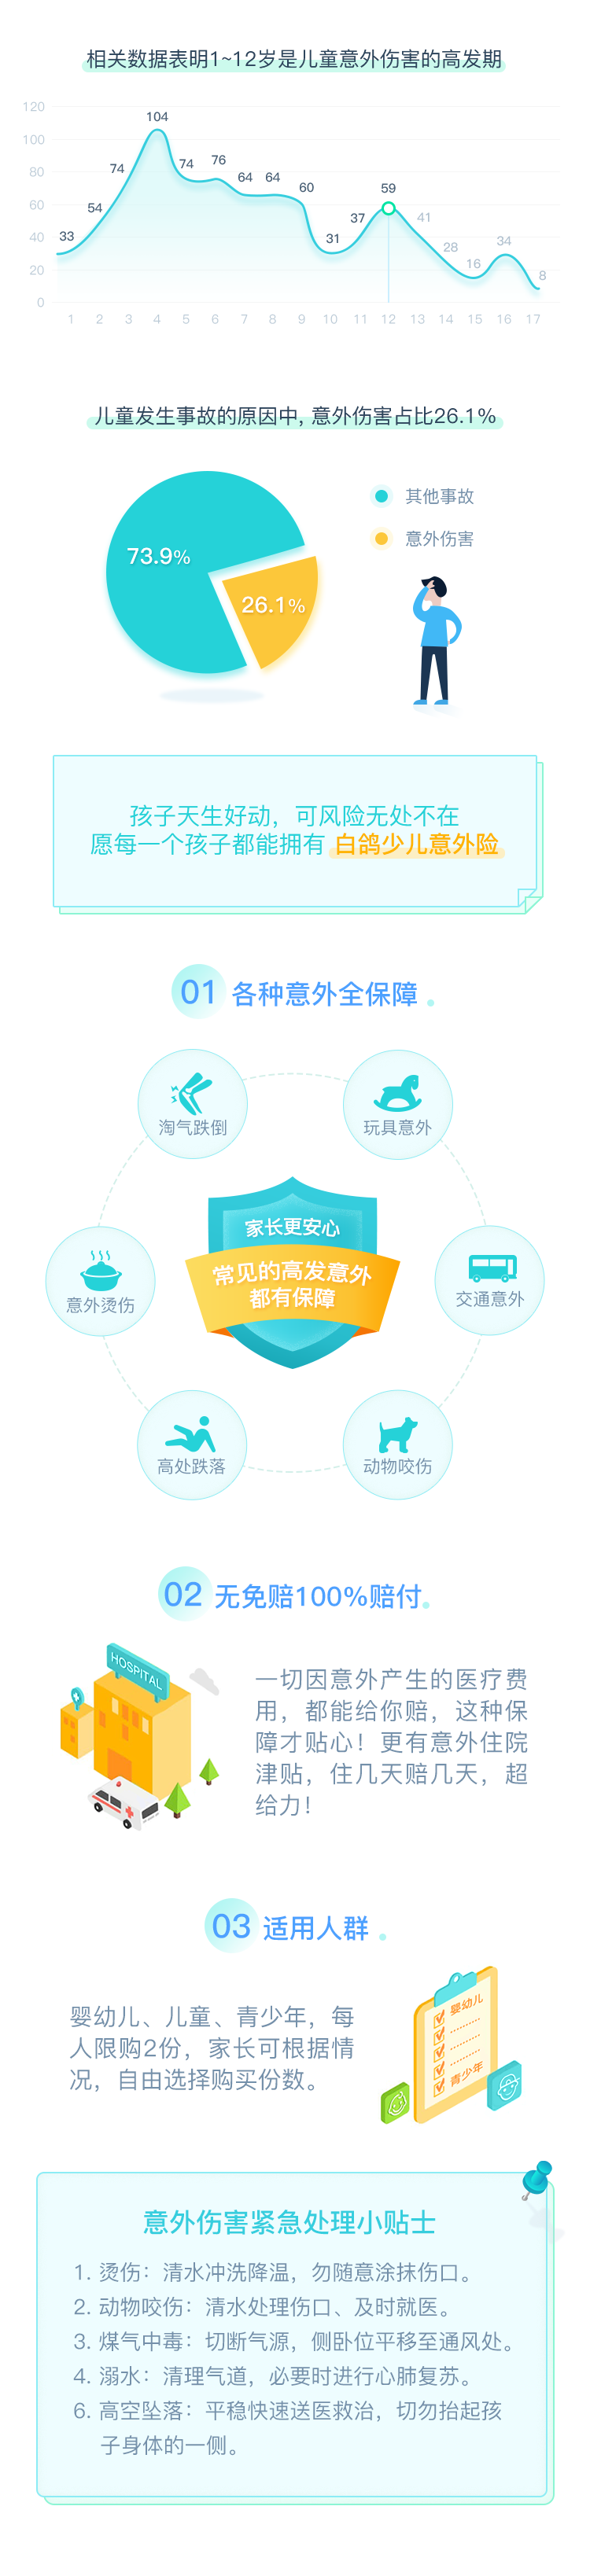 相关数据表明1~12岁是儿童意外伤害的高发期
120
100
80
60
40
20
0
33
54
74
104
74
76
64
64
60
31
37
59
41
28
16
34
8
1 2 3 4 5 6 7 8 9 10 11 12 13 14 15 16 17
儿童发生事故的原因中, 意外伤害占比26.1%
73.9%
26.1%
其他事故
意外伤害
孩子天生好动，可风险无处不在
愿每一个孩子都能拥有 白鸽少儿意外险
01 各种意外全保障
淘气跌倒
玩具意外
意外烫伤
交通意外
高处跌落
动物咬伤
家长更安心
常见的高发意外
都有保障
02 无免赔100%赔付
HOSPITAL
一切因意外产生的医疗费
用，都能给你赔，这种保
障才贴心！更有意外住院
津贴，住几天赔几天，超
给力！
03 适用人群
婴幼儿、儿童、青少年，每
人限购2份，家长可根据情
况，自由选择购买份数。
婴幼儿
青少年
意外伤害紧急处理小贴士
1. 烫伤：清水冲洗降温，勿随意涂抹伤口。
2. 动物咬伤：清水处理伤口、及时就医。
3. 煤气中毒：切断气源，侧卧位平移至通风处。
4. 溺水：清理气道，必要时进行心肺复苏。
6. 高空坠落：平稳快速送医救治，切勿抬起孩
子身体的一侧。